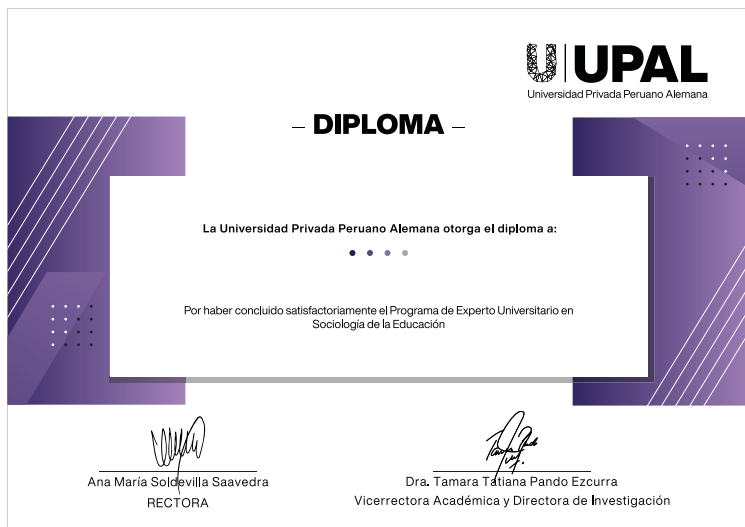 UPAL
Universidad Privada Peruano Alemana
– DIPLOMA –
La Universidad Privada Peruano Alemana otorga el diploma a:
Por haber concluido satisfactoriamente el Programa de Experto Universitario en
Sociología de la Educación
Ana María Soldevilla Saavedra
RECTORA
Dra. Tamara Tatiana Pando Ezcurra
Vicerrectora Académica y Directora de Investigación